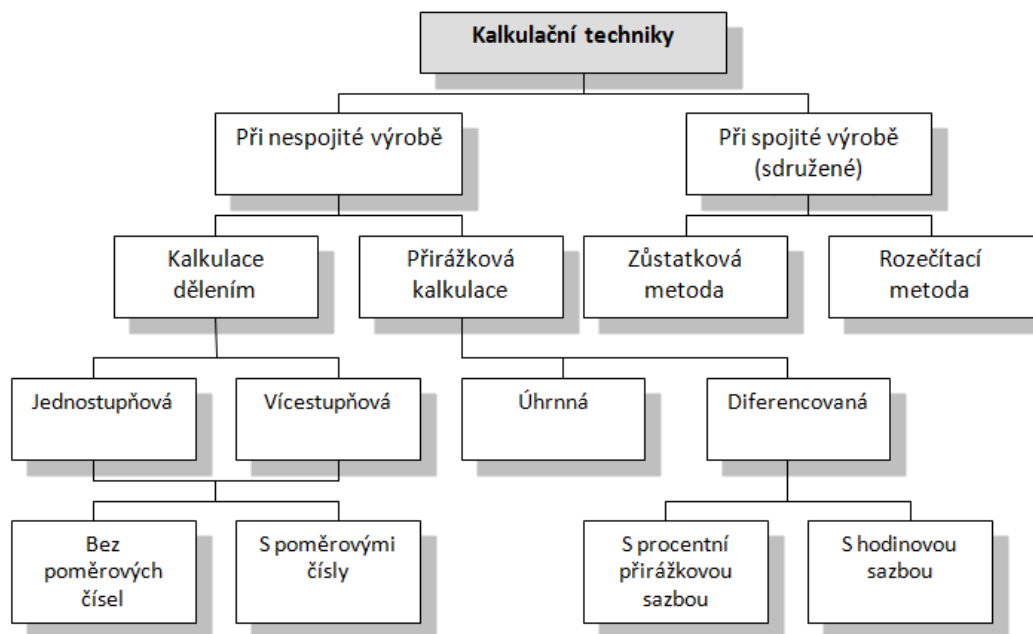 Kalkulační techniky
Při nespojité výrobě
Při spojité výrobě
(sdružené)
Kalkulace
dělením
Přirážková
kalkulace
Zůstatková
metoda
Rozečítací
metoda
Jednostupňová
Vícestupňová
Úhrnná
Diferencovaná
Bez
poměrových
čísel
S poměrovými
čísly
S procentní
přirážkovou
sazbou
S hodinovou
sazbou